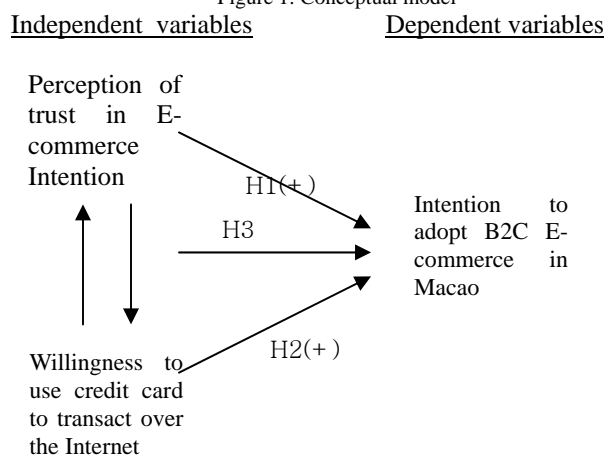 Figure 1. Conceptual model
Independent variables
Dependent variables
Perception of
trust in E-
commerce
Intention
H1(+)
H3
Intention to
adopt B2C E-
commerce in
Macao
H2(+)
Willingness to
use credit card
to transact over
the Internet